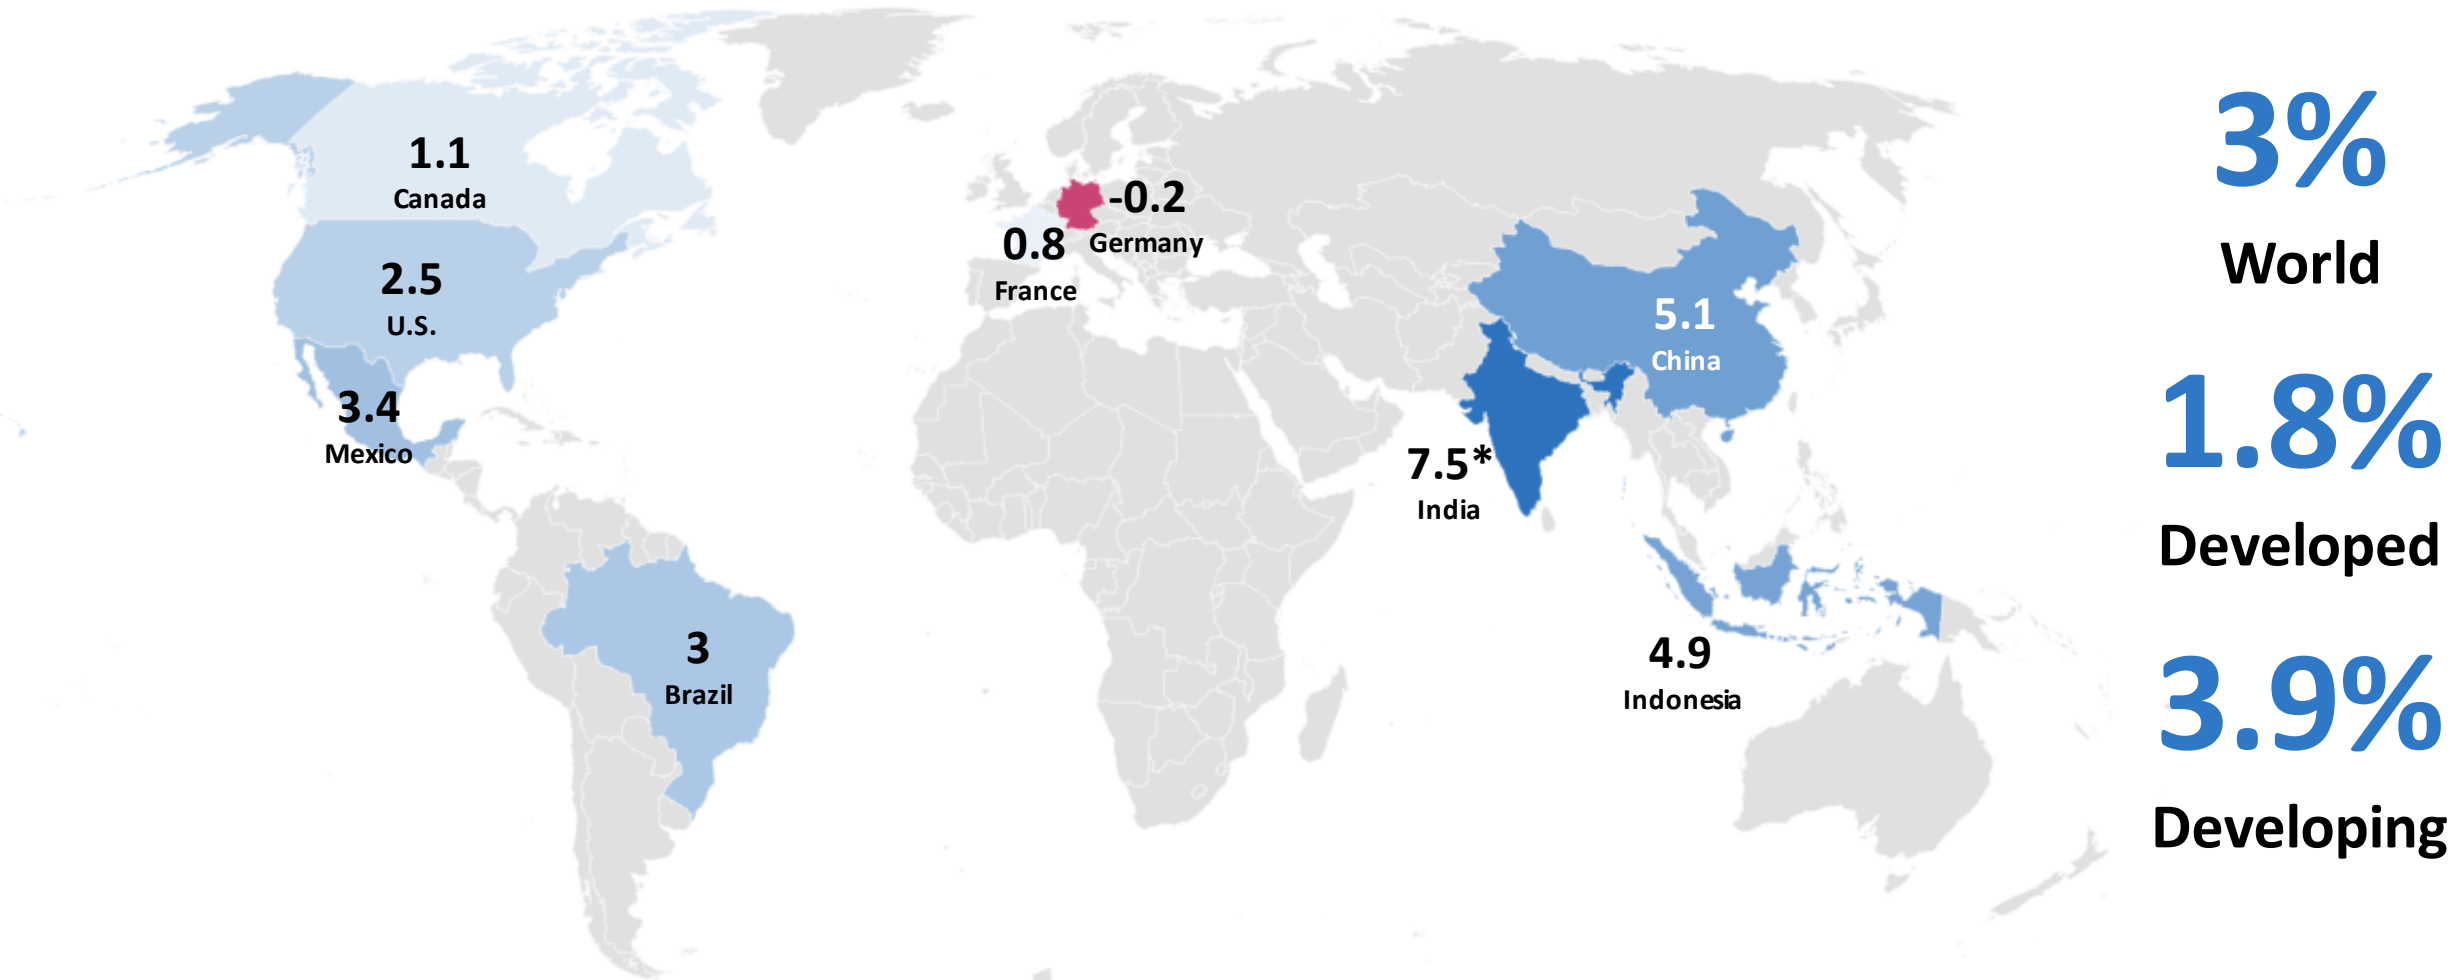 1.1
Canada
2.5
U.S.
3.4
Mexico
3
Brazil
-0.2
Germany
0.8
France
5.1
China
7.5*
India
4.9
Indonesia
3%
World
1.8%
Developed
3.9%
Developing